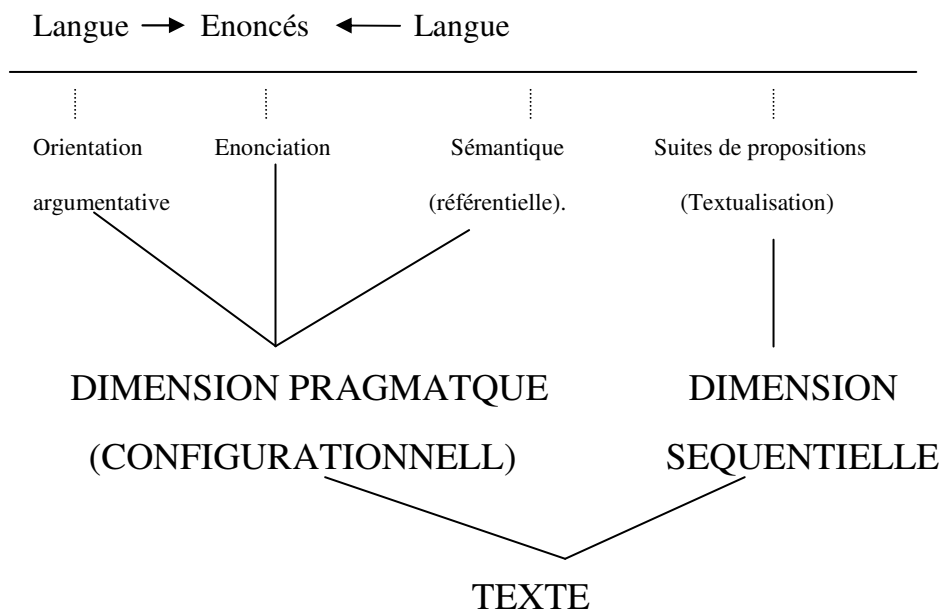 Langue → Enoncés ← Langue
Orientation Enonciation Sémantique Suites de propositions
argumentative (référentielle). (Textualisation)
DIMENSION PRAGMATQUE DIMENSION
(CONFIGURATIONNELL) SEQUENTIELLE
TEXTE